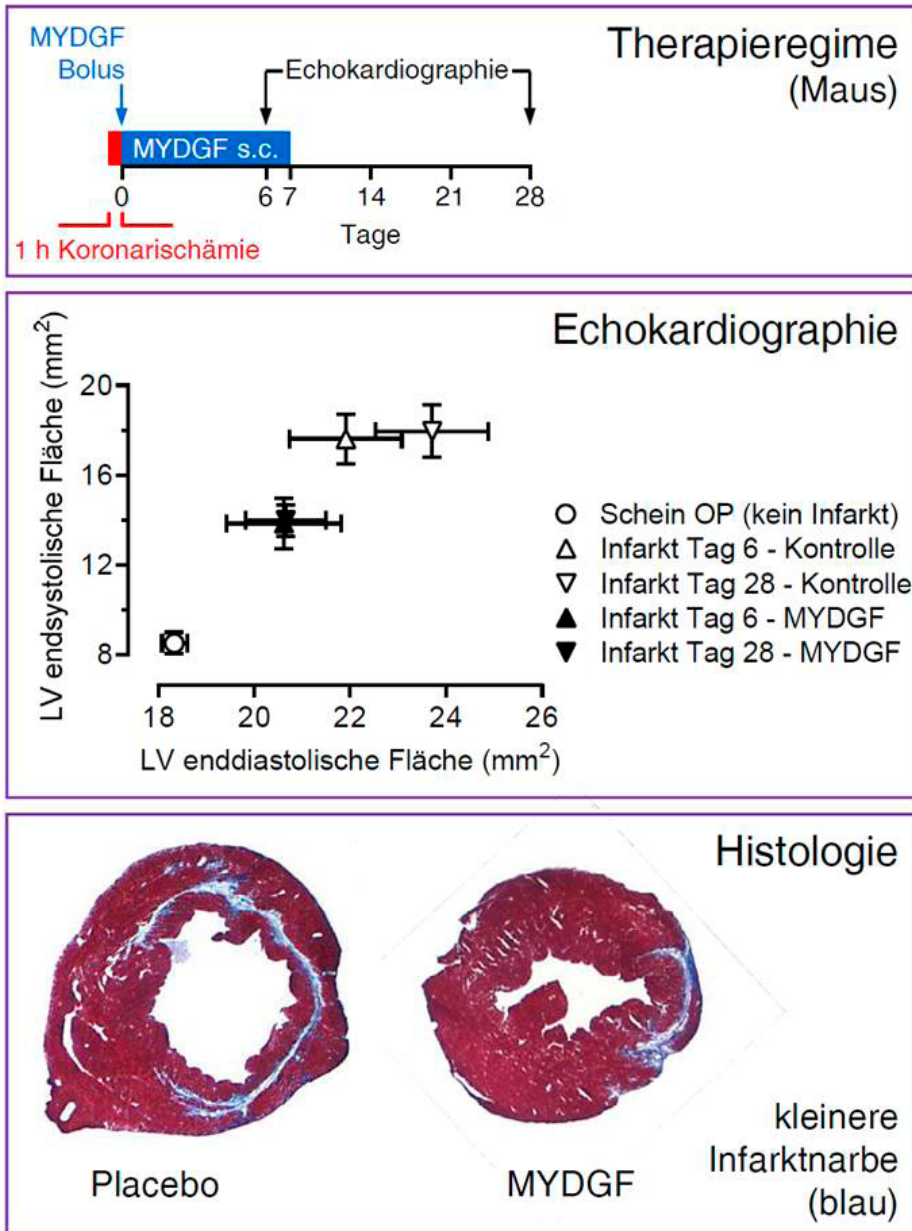 MYDGF
Bolus
Echokardiographie
Therapieregime
(Maus)
MYDGF s.c.
0 6 7 14 21 28
Tage
1 h Koronarischämie
Echokardiographie
LV endsystolische Fläche (mm²)
20
16
12
8
18 20 22 24 26
LV enddiastolische Fläche (mm²)
Schein OP (kein Infarkt)
Infarkt Tag 6 - Kontrolle
Infarkt Tag 28 - Kontrolle
Infarkt Tag 6 - MYDGF
Infarkt Tag 28 - MYDGF
Histologie
Placebo
MYDGF
kleinere
Infarktnarbe
(blau)